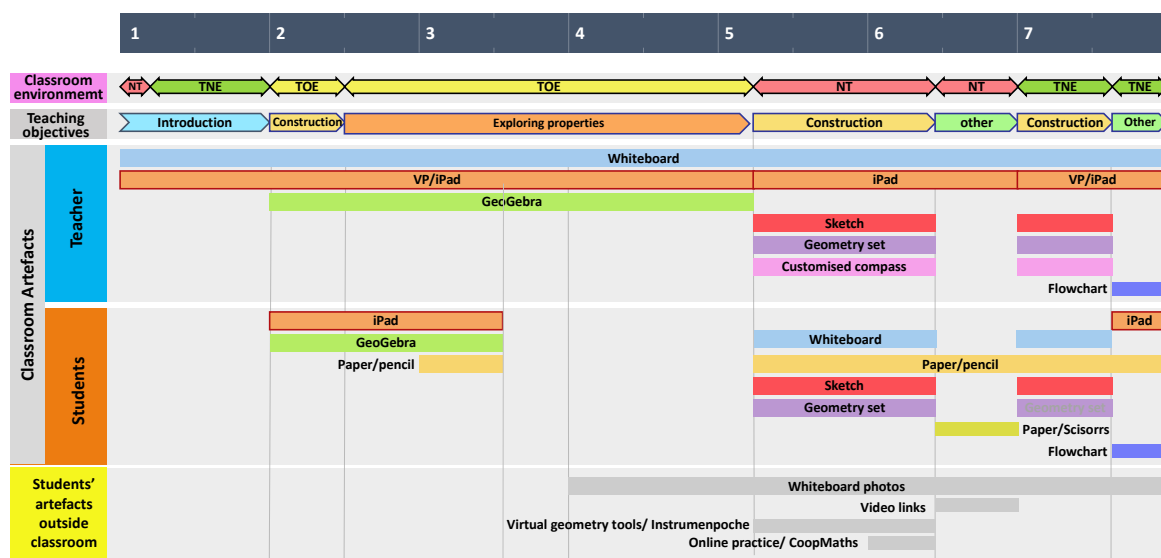 1 2 3 4 5 6 7
Classroom
environemt
NT TNE TOE TOE NT NT TNE TNE
Teaching
objectives
Introduction Construction Exploring properties Construction other Construction Other
Classroom Artefacts
Teacher
Whiteboard
VP/iPad iPad VP/iPad
GeoGebra
Sketch
Geometry set
Customised compass
Flowchart
Students
iPad iPad
GeoGebra Whiteboard
Paper/pencil Paper/pencil
Sketch
Geometry set Geometry set
Paper/Scisorrs
Flowchart
Students’
artefacts
outside
classroom
Whiteboard photos
Video links
Virtual geometry tools/ Instrumenpoche
Online practice/ CoopMaths